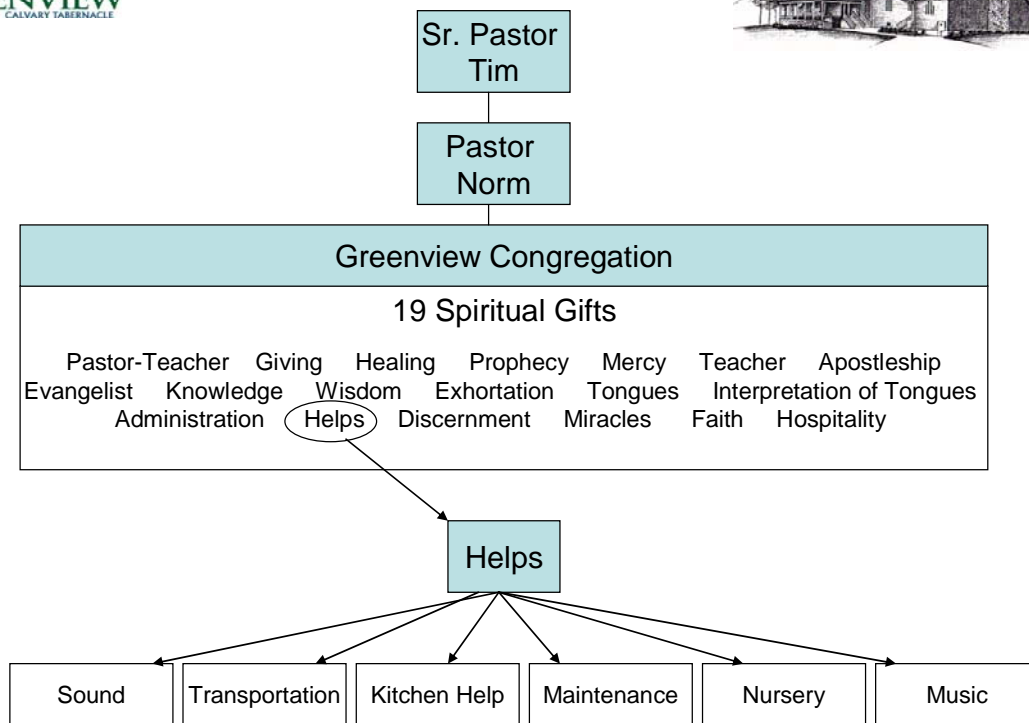 CALVARY TABERNACLE
Sr. Pastor
Tim
Pastor
Norm
Greenview Congregation
19 Spiritual Gifts
Pastor-Teacher Giving Healing Prophecy Mercy Teacher Apostleship
Evangelist Knowledge Wisdom Exhortation Tongues Interpretation of Tongues
Administration Helps Discernment Miracles Faith Hospitality
Helps
Sound Transportation Kitchen Help Maintenance Nursery Music